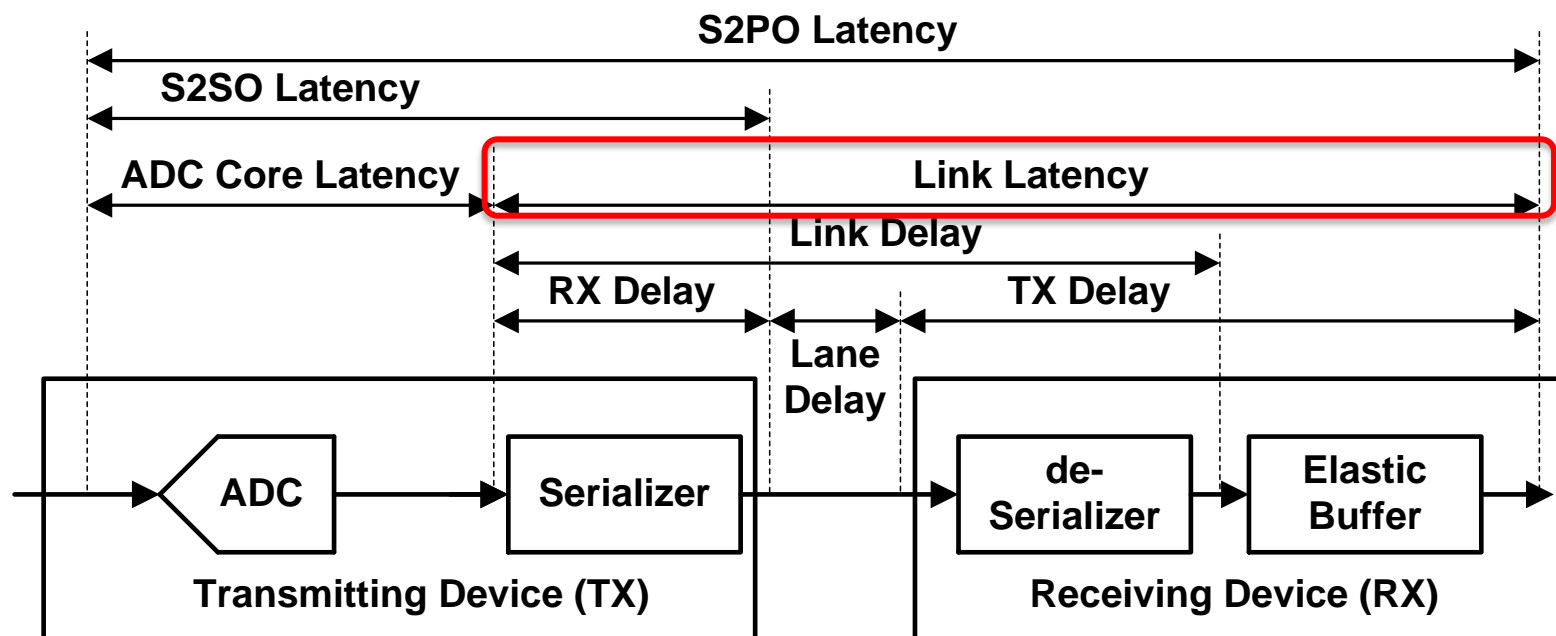 S2PO Latency
S2SO Latency
ADC Core Latency
Link Latency
Link Delay
RX Delay
TX Delay
Lane
Delay
ADC
Serializer
de-
Serializer
Elastic
Buffer
Transmitting Device (TX)
Receiving Device (RX)